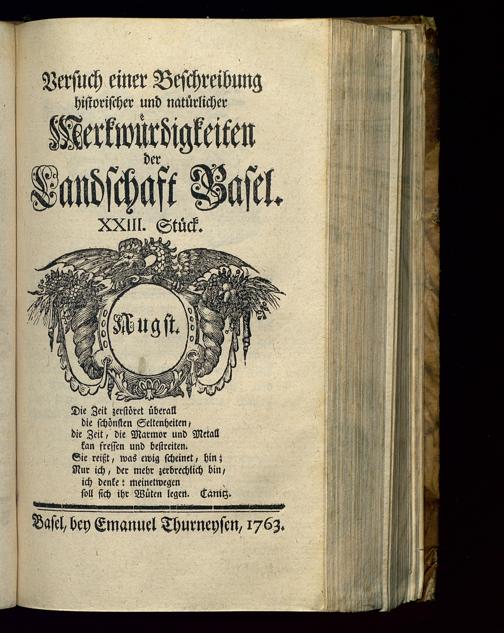 Versuch einer Beschreibung
historischer und natürlicher
Merkwürdigkeiten
der
Landschaft Basel.
XXIII. Stück.
Augst.
Die Zeit zerstöret überall
die schönsten Seltenheiten,
die Zeit, die Marmor und Metall
kan fressen und bestreiten.
Sie reißt, was ewig scheinet, hin;
Nur ich, der mehr zerbrechlich bin,
ich denke: meinetwegen
soll sich ihr Wüten legen. Canitz.
Basel, bey Emanuel Thurneysen, 1763.